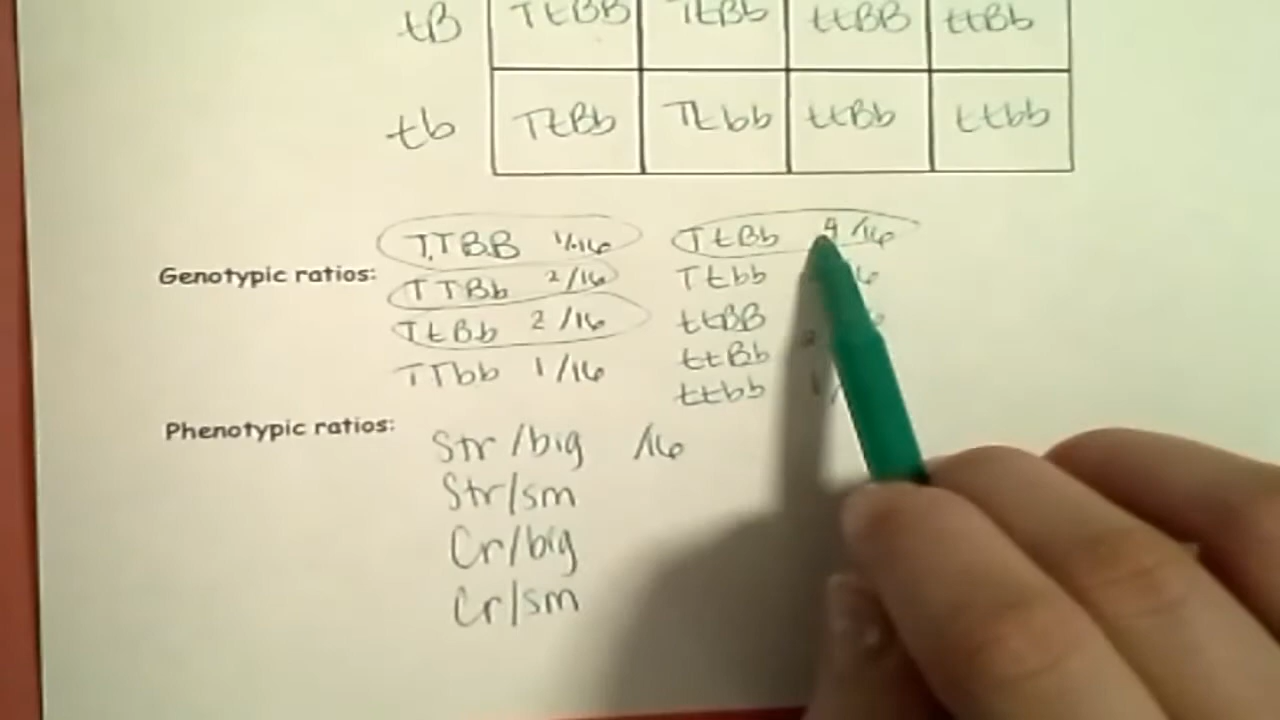 tB TtBB TtBb ttBB ttBb
tb TtBb Ttbb ttBb ttbb
TTBB 1/16 TtBb 4/16
Genotypic ratios:
TTBb 2/16 Ttbb 6
TtBb 2/16 ttBB
TTbb 1/16 ttBb
ttbb 1/
Phenotypic ratios:
Str/big /16
Str/sm
Cr/big
Cr/sm